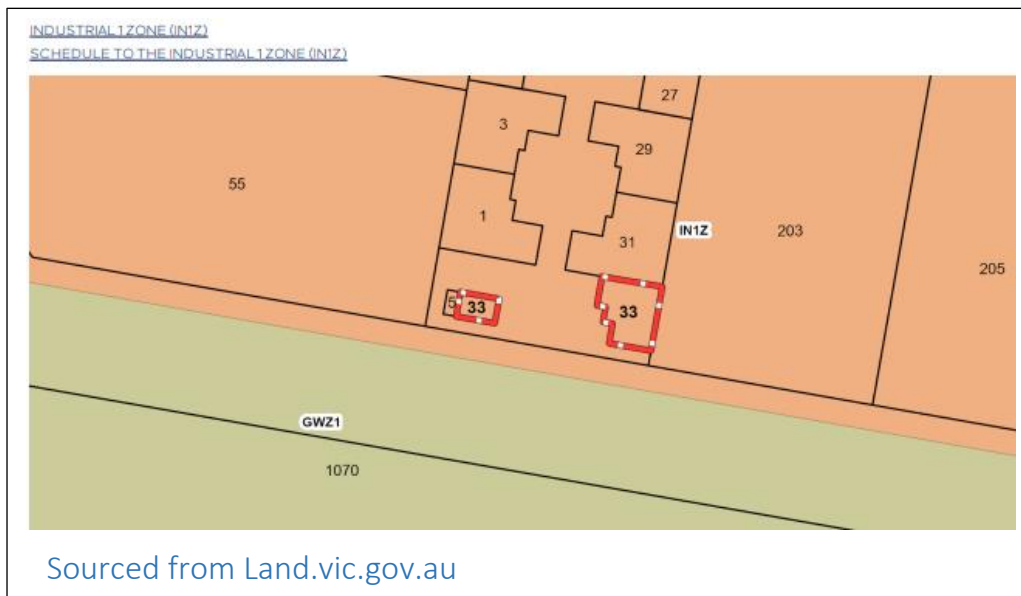 INDUSTRIAL 1 ZONE (IN1Z)
SCHEDULE TO THE INDUSTRIAL 1 ZONE (IN1Z)
27
3
29
55
1
31
IN1Z
203
205
5
33
33
GWZ1
1070
Sourced from Land.vic.gov.au